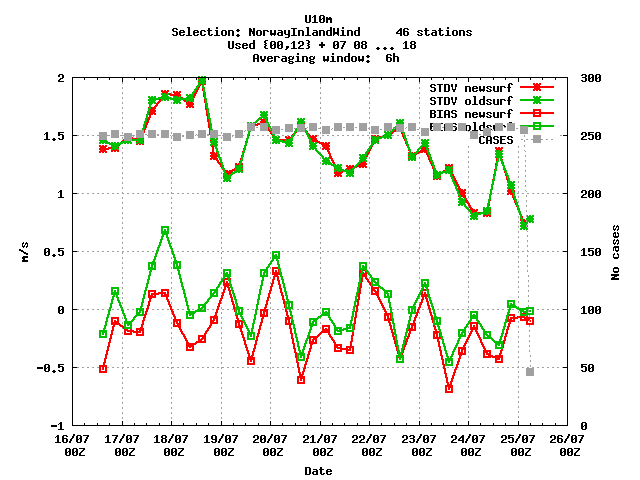 U10m
Selection: NorwayInlandWind 46 stations
Used {00,12} + 07 08 ... 18
Averaging window: 6h
STDV newsurf
STDV oldsurf
BIAS newsurf
BIAS oldsurf
CASES
2
1.5
1
0.5
0
-0.5
-1
m/s
300
250
200
150
100
50
0
No cases
16/07 17/07 18/07 19/07 20/07 21/07 22/07 23/07 24/07 25/07 26/07
00Z 00Z 00Z 00Z 00Z 00Z 00Z 00Z 00Z 00Z 00Z
Date